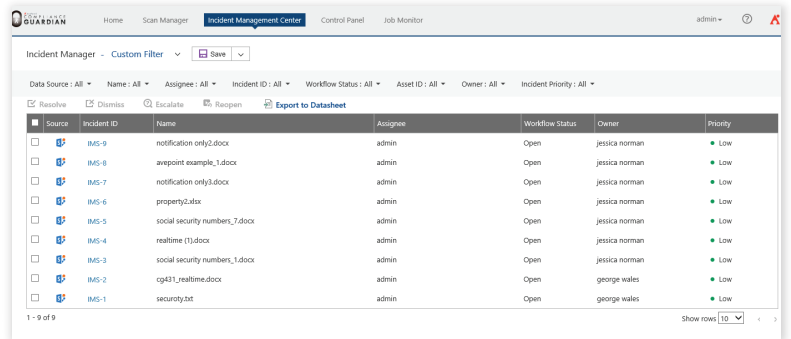 COMPLIANCE
GUARDIAN Home Scan Manager Incident Management Center Control Panel Job Monitor admin
Incident Manager - Custom Filter Save
Data Source : All Name : All Assignee : All Incident ID : All Workflow Status : All Asset ID : All Owner : All Incident Priority : All
Resolve Dismiss Escalate Reopen Export to Datasheet
Source Incident ID Name Assignee Workflow Status Owner Priority
IMS-9 notification only2.docx admin Open jessica norman Low
IMS-8 avepoint example_1.docx admin Open jessica norman Low
IMS-7 notification only3.docx admin Open jessica norman Low
IMS-6 property2.xlsx admin Open jessica norman Low
IMS-5 social security numbers_7.docx admin Open jessica norman Low
IMS-4 realtime (1).docx admin Open jessica norman Low
IMS-3 social security numbers_1.docx admin Open jessica norman Low
IMS-2 cg431_realtime.docx admin Open george wales Low
IMS-1 securoty.txt admin Open george wales Low
1 - 9 of 9 Show rows 10